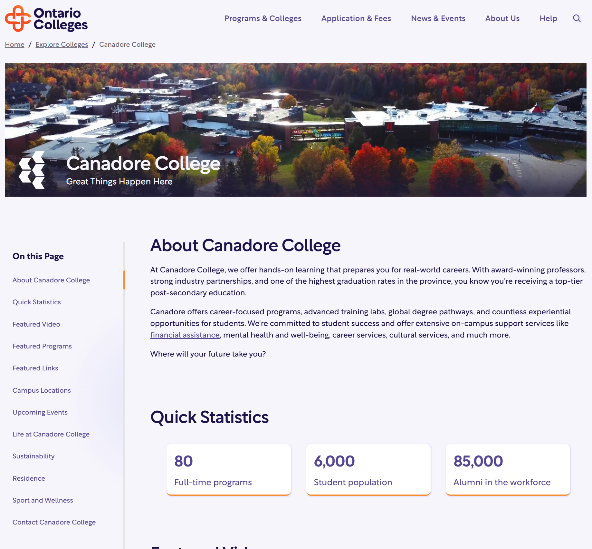 Ontario
Colleges
Programs & Colleges Application & Fees News & Events About Us Help
Home / Explore Colleges / Canadore College
Canadore College
Great Things Happen Here
On this Page
About Canadore College
Quick Statistics
Featured Video
Featured Programs
Featured Links
Campus Locations
Upcoming Events
Life at Canadore College
Sustainability
Residence
Sport and Wellness
Contact Canadore College
About Canadore College
At Canadore College, we offer hands-on learning that prepares you for real-world careers. With award-winning professors,
strong industry partnerships, and one of the highest graduation rates in the province, you know you're receiving a top-tier
post-secondary education.
Canadore offers career-focused programs, advanced training labs, global degree pathways, and countless experiential
opportunities for students. We're committed to student success and offer extensive on-campus support services like
financial assistance, mental health and well-being, career services, cultural services, and much more.
Where will your future take you?
Quick Statistics
80
Full-time programs
6,000
Student population
85,000
Alumni in the workforce